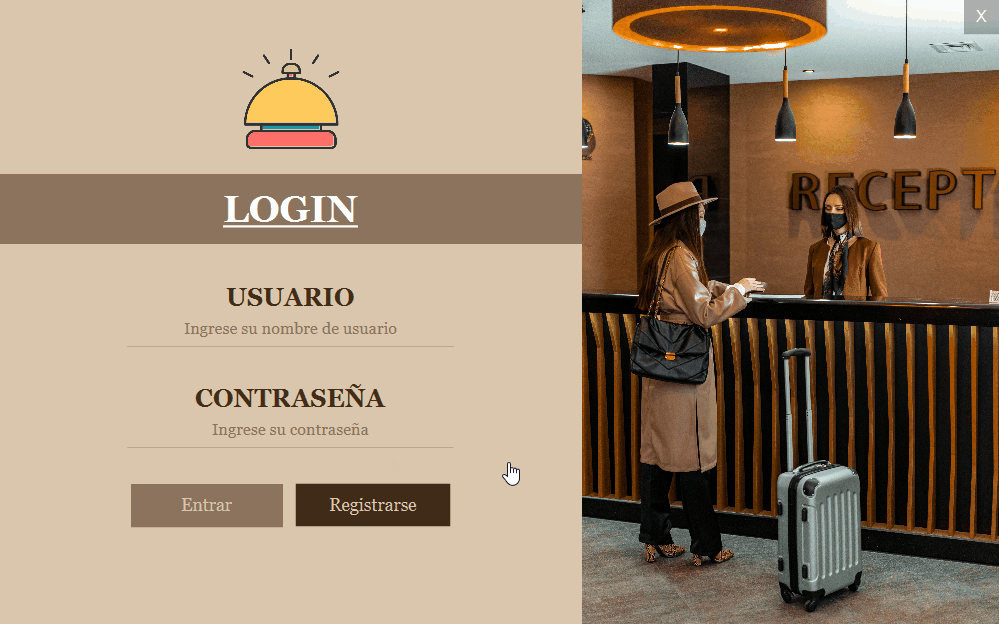 X
LOGIN
RECEPT
USUARIO
Ingrese su nombre de usuario
CONTRASEÑA
Ingrese su contraseña
Entrar
Registrarse